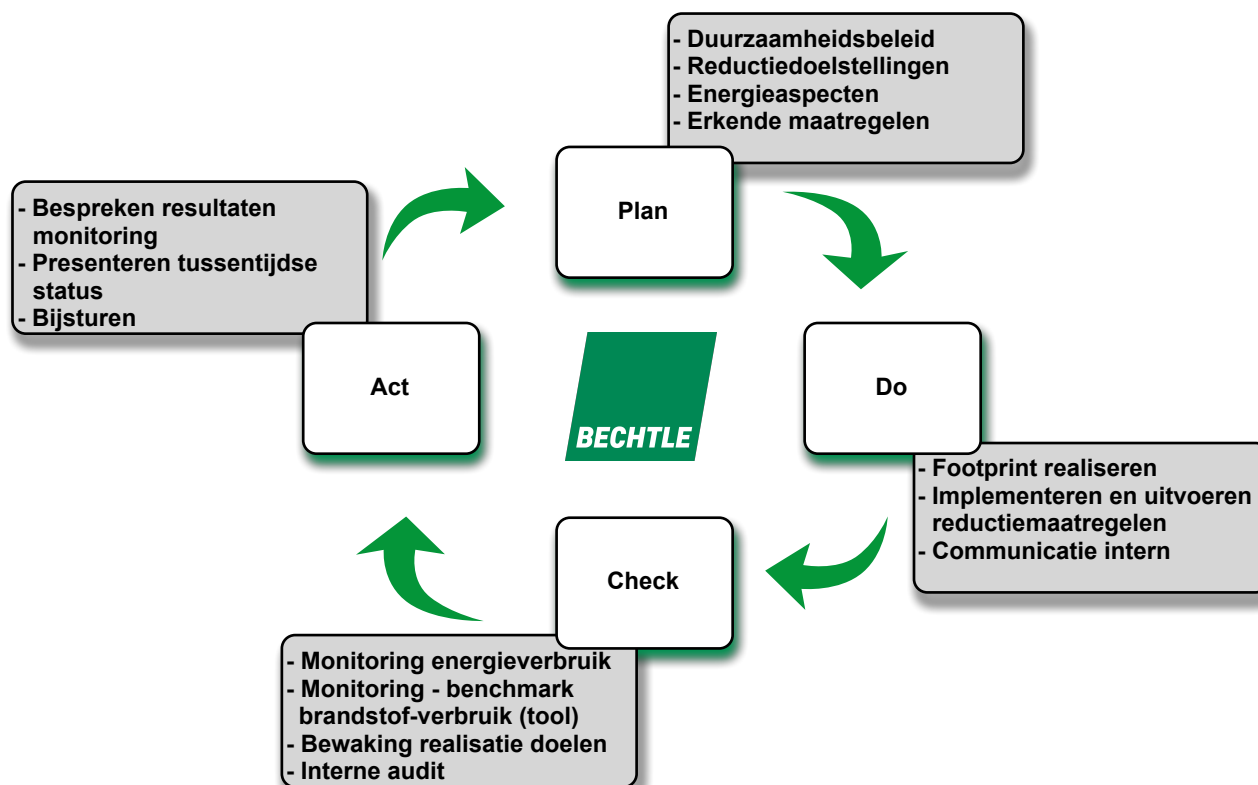 - Duurzaamheidsbeleid
- Reductiedoelstellingen
- Energieaspecten
- Erkende maatregelen
Plan
Do
- Footprint realiseren
- Implementeren en uitvoeren
reductiemaatregelen
- Communicatie intern
Check
- Monitoring energieverbruik
- Monitoring - benchmark
brandstof-verbruik (tool)
- Bewaking realisatie doelen
- Interne audit
Act
- Bespreken resultaten
monitoring
- Presenteren tussentijdse
status
- Bijsturen
BECHTLE